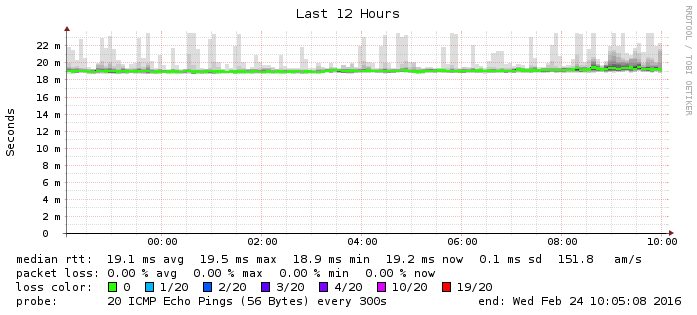 Last 12 Hours
RRDTOOL / TOBI OETIKER
Seconds
22 m
20 m
18 m
16 m
14 m
12 m
10 m
8 m
6 m
4 m
2 m
0
00:00 02:00 04:00 06:00 08:00 10:00
median rtt: 19.1 ms avg 19.5 ms max 18.9 ms min 19.2 ms now 0.1 ms sd 151.8 am/s
packet loss: 0.00 % avg 0.00 % max 0.00 % min 0.00 % now
loss color: 0 1/20 2/20 3/20 4/20 10/20 19/20
probe: 20 ICMP Echo Pings (56 Bytes) every 300s end: Wed Feb 24 10:05:08 2016